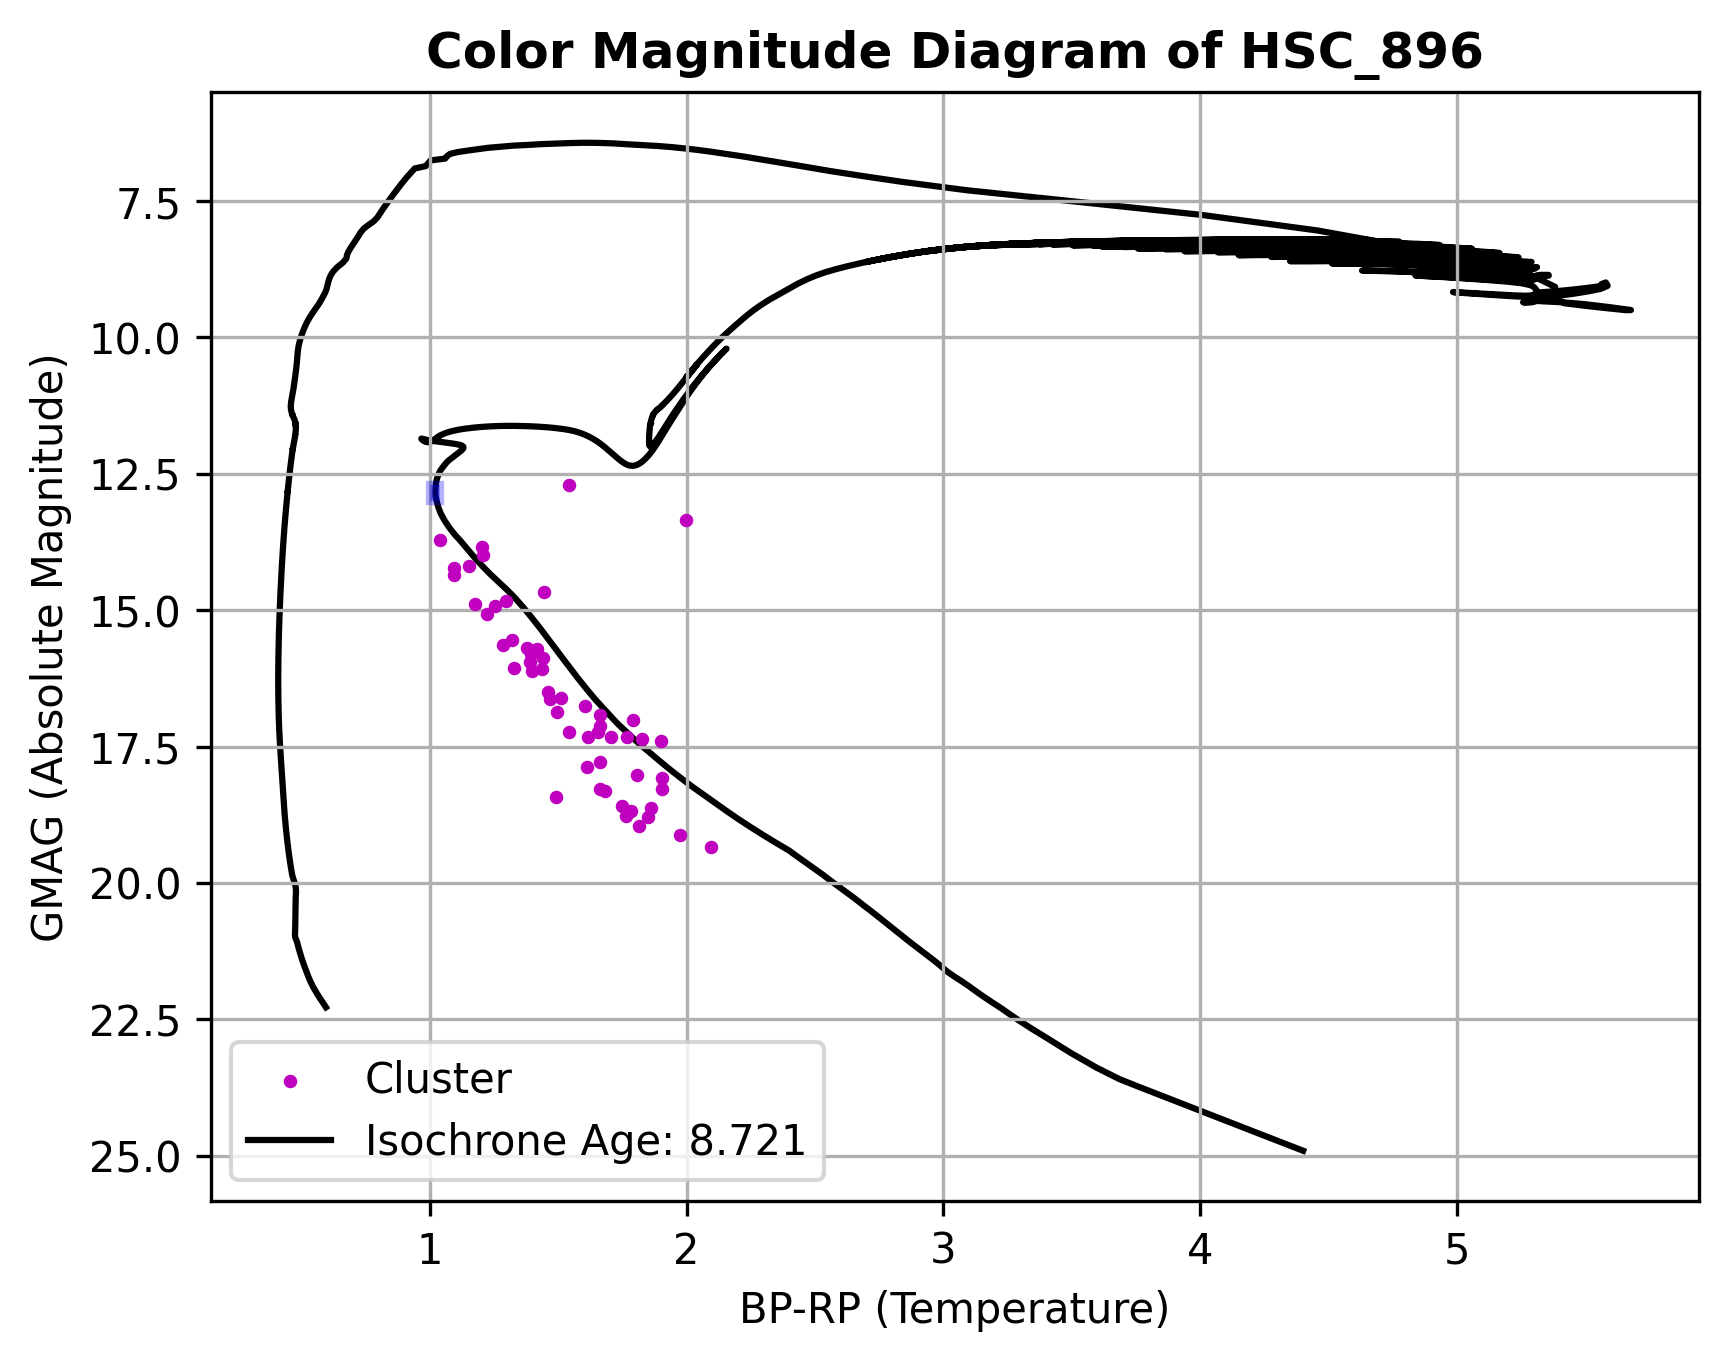 Color Magnitude Diagram of HSC_896
GMAG (Absolute Magnitude)
7.5
10.0
12.5
15.0
17.5
20.0
22.5
25.0
Cluster
Isochrone Age: 8.721
1 2 3 4 5
BP-RP (Temperature)